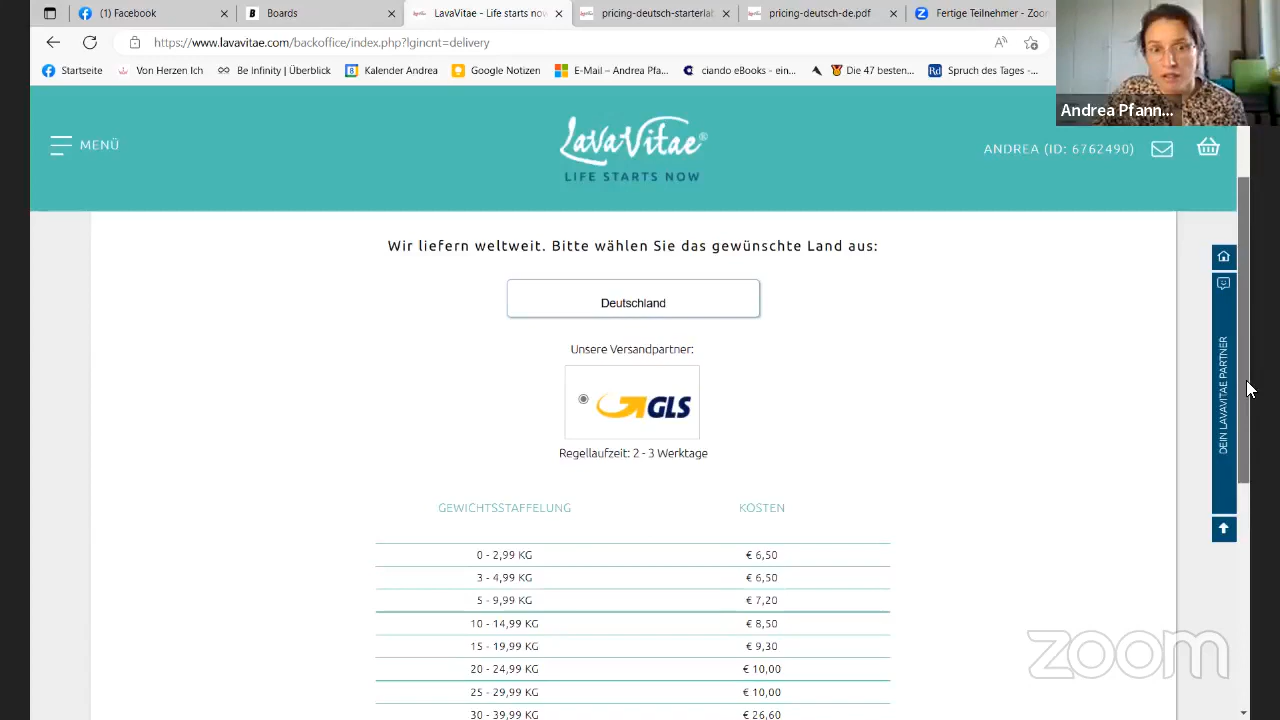 (1) Facebook
Boards
LavaVitae - Life starts now
pricing-deutsch-starterlab
pricing-deutsch-de.pdf
Fertige Teilnehmer - Zoom
https://www.lavavitae.com/backoffice/index.php?lgincnt=delivery
Startseite
Von Herzen Ich
Be Infinity | Überblick
Kalender Andrea
Google Notizen
E-Mail – Andrea Pfa...
ciando eBooks - ein...
Die 47 besten...
Spruch des Tages -...
Andrea Pfann...
MENÜ
LavaVitae®
LIFE STARTS NOW
ANDREA (ID: 6762490)
Wir liefern weltweit. Bitte wählen Sie das gewünschte Land aus:
Deutschland
Unsere Versandpartner:
GLS
Regellaufzeit: 2 - 3 Werktage
DEIN LAVAVITAE PARTNER
GEWICHTSSTAFFELUNG KOSTEN
0 - 2,99 KG € 6,50
3 - 4,99 KG € 6,50
5 - 9,99 KG € 7,20
10 - 14,99 KG € 8,50
15 - 19,99 KG € 9,30
20 - 24,99 KG € 10,00
25 - 29,99 KG € 10,00
30 - 39,99 KG € 26,60
zoom